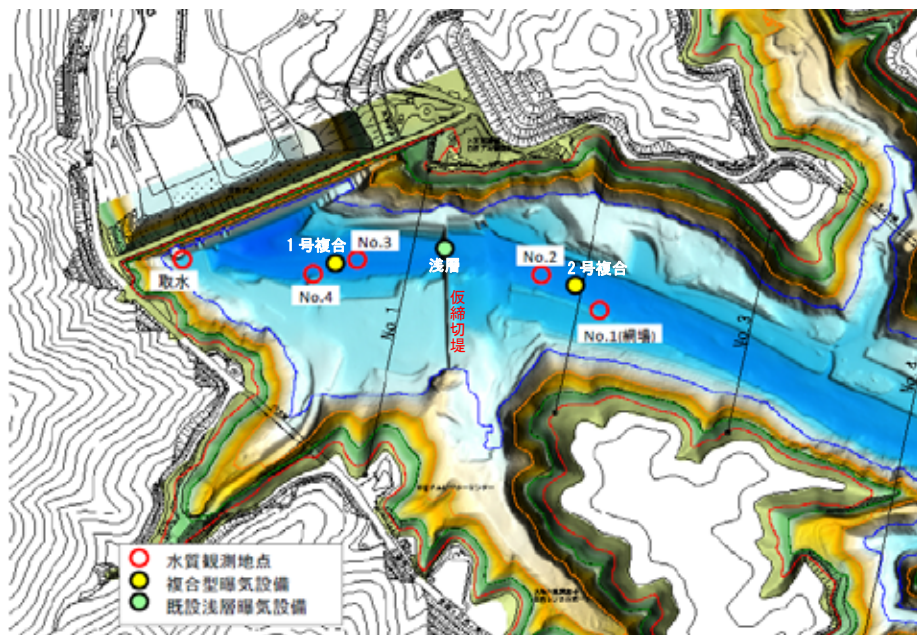 1号複合
No.3
取水
No.4
浅層
No.2
2号複合
仮締切堤
No.1(網場)
No. 1
No. 3
水質観測地点
複合型曝気設備
既設浅層曝気設備